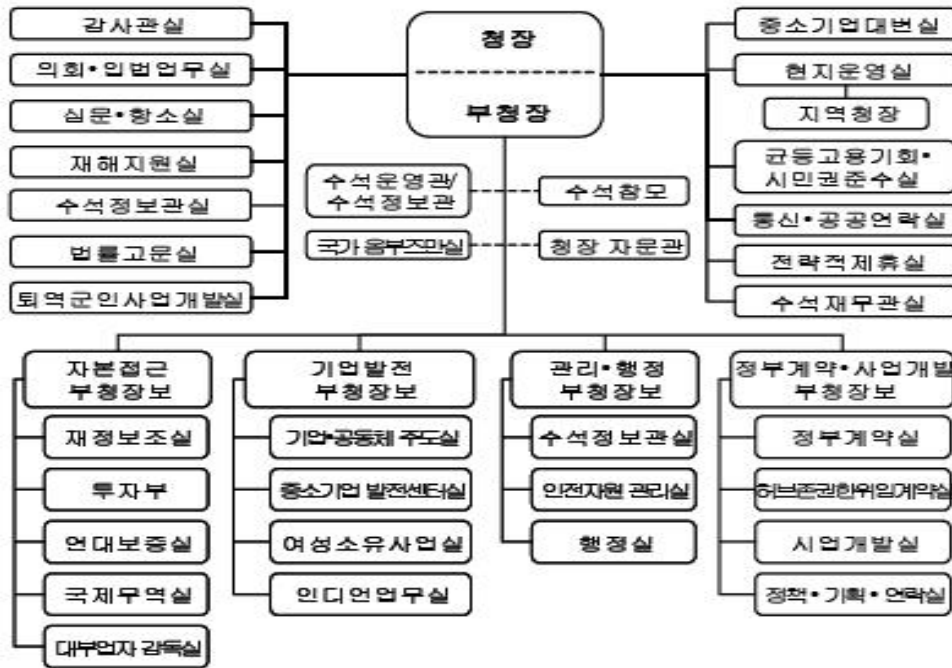 청장
부청장
감사관실
의회•입법업무실
심문•항소실
재해지원실
수석정보관실
법률고문실
퇴역군인사업개발실
중소기업대변실
현지운영실
지역청장
균등고용기회•
시민권준수실
통신•공공연락실
전략적제휴실
수석재무관실
수석운영관/
수석정보관
수석참모
국가 옴부즈만실
청장 자문관
자본접근
부청장보
재정보조실
투자부
연대보증실
국제무역실
대부업자 감독실
기업발전
부청장보
기업•공동체 주도실
중소기업 발전센터실
여성소유사업실
인디언업무실
관리•행정
부청장보
수석정보관실
인전자원 관리실
행정실
정부계약•사업개발
부청장보
정부계약실
허브존권한위임계약실
시업개발실
정책•기획•연락실